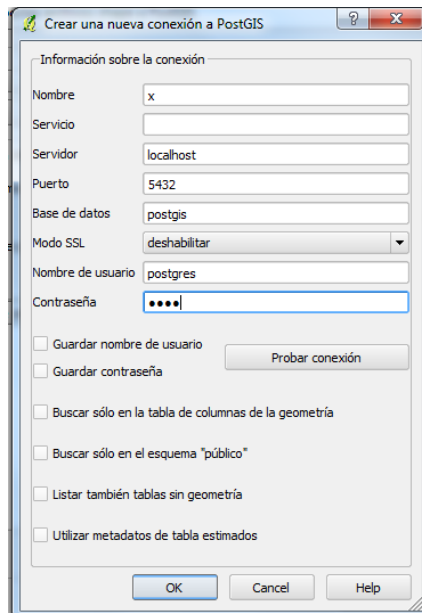 Crear una nueva conexión a PostGIS
Información sobre la conexión
Nombre x
Servicio
Servidor localhost
Puerto 5432
Base de datos postgis
Modo SSL deshabilitar
Nombre de usuario postgres
Contraseña ●●●●
Guardar nombre de usuario
Probar conexión
Guardar contraseña
Buscar sólo en la tabla de columnas de la geometría
Buscar sólo en el esquema "público"
Listar también tablas sin geometría
Utilizar metadatos de tabla estimados
OK Cancel Help